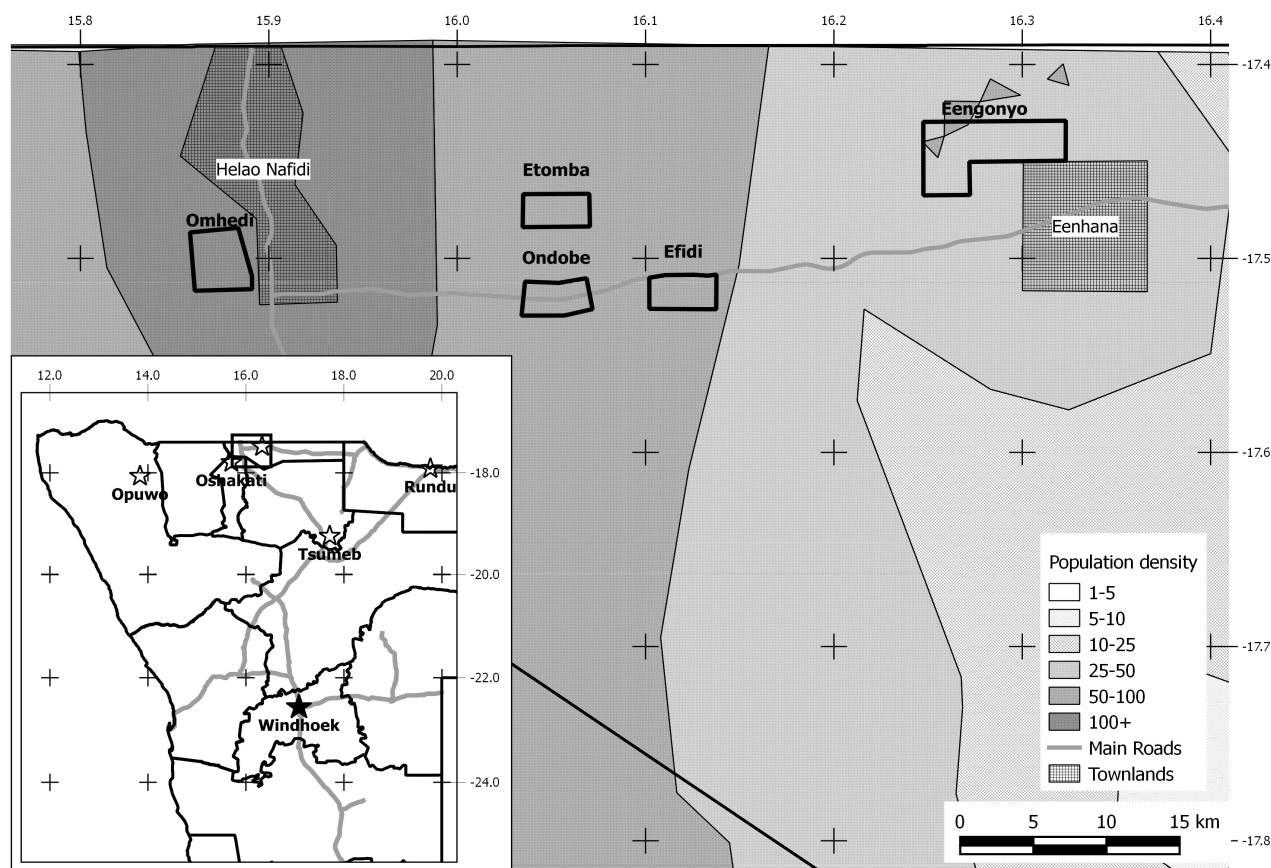 15.8 15.9 16.0 16.1 16.2 16.3 16.4
-17.4
Eengonyo
Helao Nafidi
Etomba
Omhedi
Eenhana
Ondobe
Efidi
-17.5
12.0 14.0 16.0 18.0 20.0
-17.6
-18.0
Opuwo
Oshakati
Rundu
Tsumeb
-20.0
-17.7
-22.0
Windhoek
-24.0
Population density
1-5
5-10
10-25
25-50
50-100
100+
Main Roads
Townlands
0 5 10 15 km
-17.8